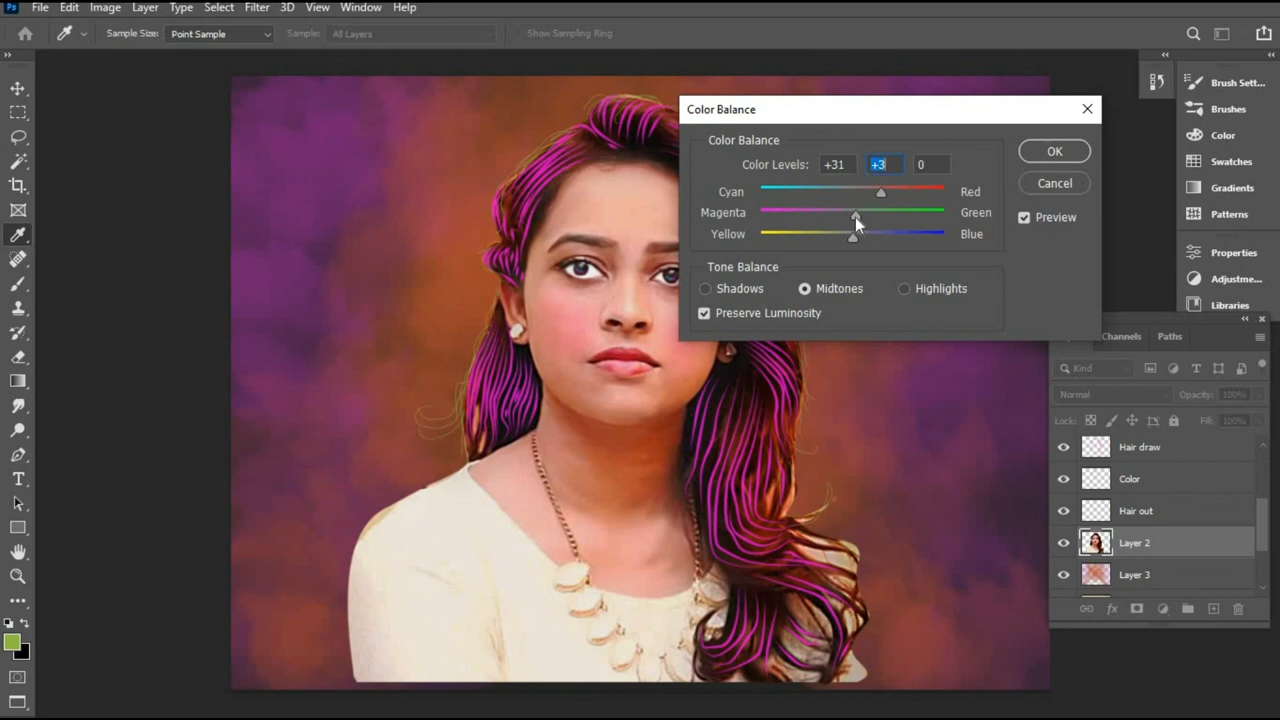 Ps File Edit Image Layer Type Select Filter 3D View Window Help
Sample Size: Point Sample Sample: All Layers Show Sampling Ring
Color Balance
Color Balance
Color Levels: +31 +3 0
Cyan Red
Magenta Green
Yellow Blue
Tone Balance
Shadows Midtones Highlights
Preserve Luminosity
OK
Cancel
Preview
Brush Sett...
Brushes
Color
Swatches
Gradients
Patterns
Properties
Adjustme...
Libraries
Channels Paths
Kind
Normal Opacity: 100%
Lock: Fill: 100%
Hair draw
Color
Hair out
Layer 2
Layer 3